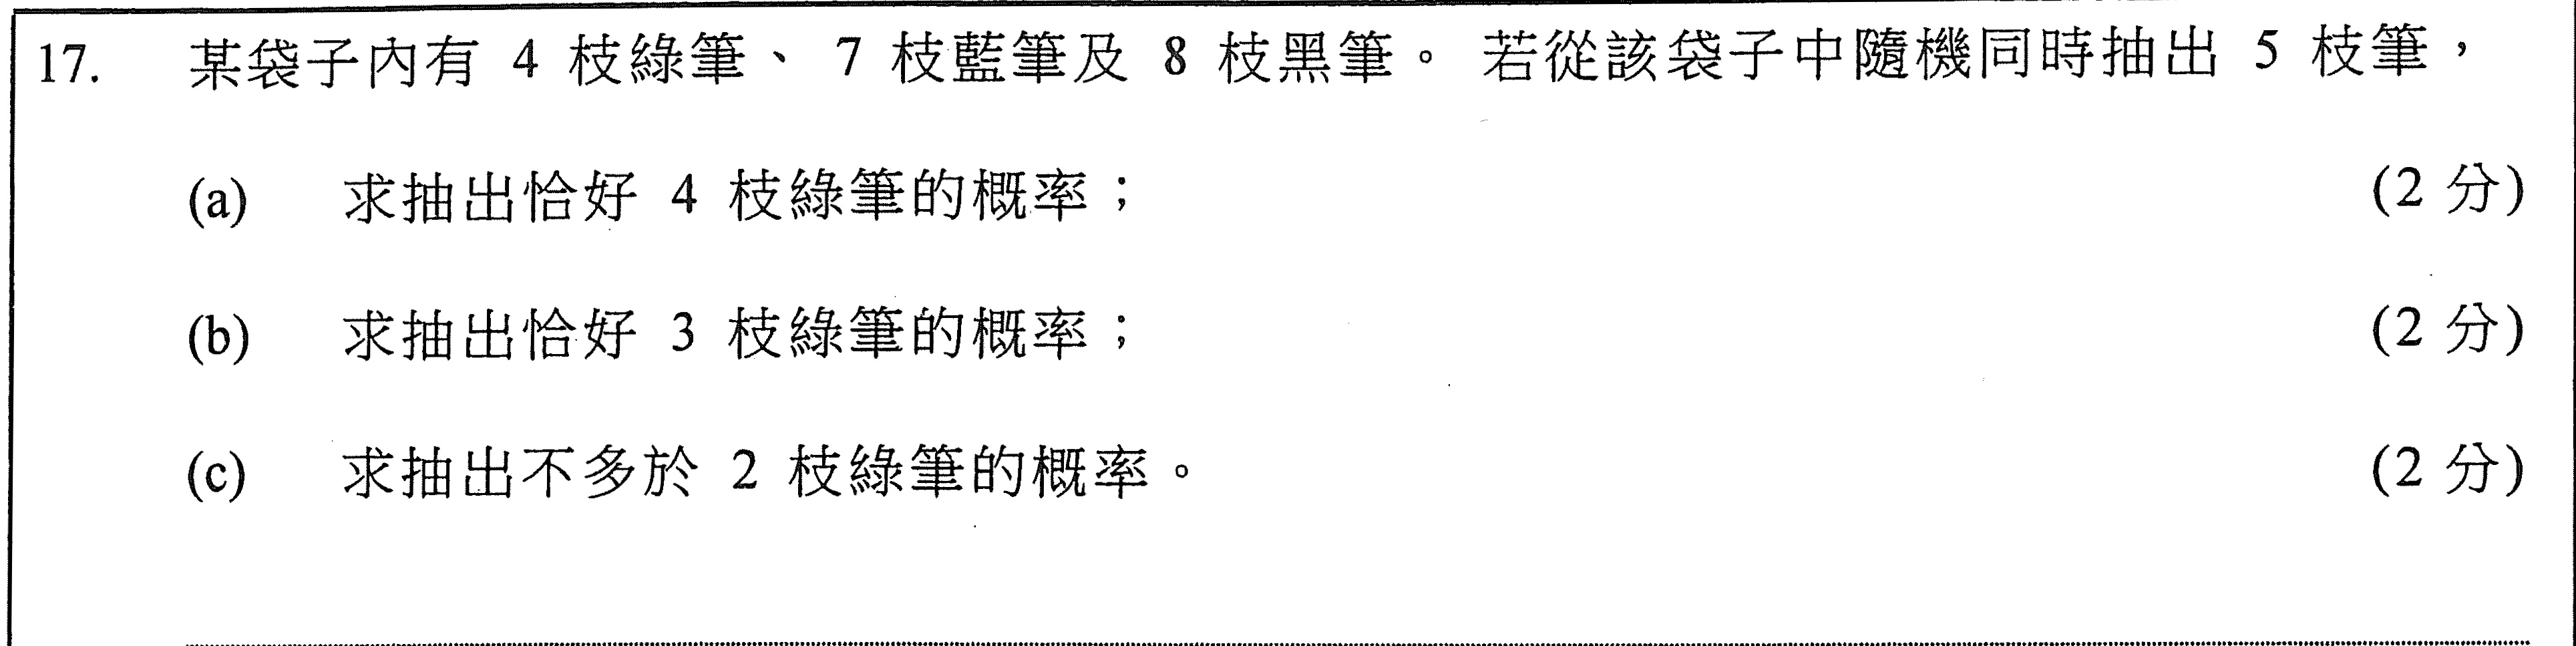 17. 某袋子內有 4 枝綠筆、 7 枝藍筆及 8 枝黑筆。 若從該袋子中隨機同時抽出 5 枝筆，
(a) 求抽出恰好 4 枝綠筆的概率； (2 分)
(b) 求抽出恰好 3 枝綠筆的概率； (2 分)
(c) 求抽出不多於 2 枝綠筆的概率。 (2 分)